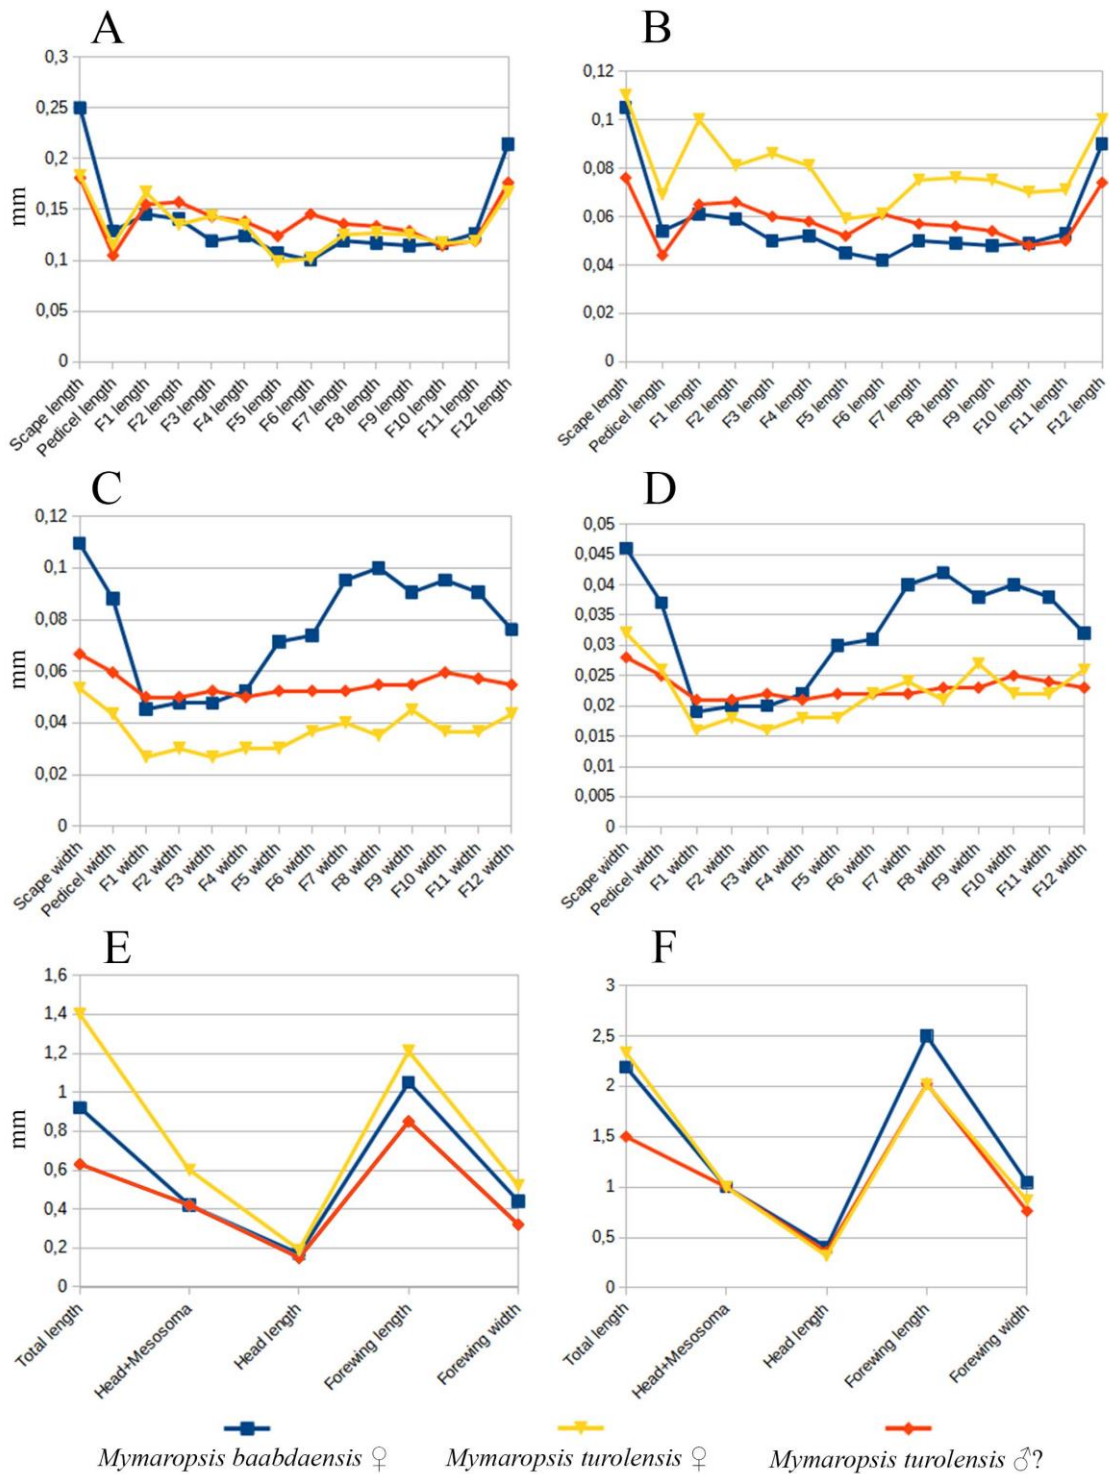 A
0,3
0,25
0,2
0,15
0,1
0,05
0
mm
Scape length
Pedicel length
F1 length
F2 length
F3 length
F4 length
F5 length
F6 length
F7 length
F8 length
F9 length
F10 length
F11 length
F12 length
B
0,12
0,1
0,08
0,06
0,04
0,02
0
Scape length
Pedicel length
F1 length
F2 length
F3 length
F4 length
F5 length
F6 length
F7 length
F8 length
F9 length
F10 length
F11 length
F12 length
C
0,12
0,1
0,08
0,06
0,04
0,02
0
mm
Scape width
Pedicel width
F1 width
F2 width
F3 width
F4 width
F5 width
F6 width
F7 width
F8 width
F9 width
F10 width
F11 width
F12 width
D
0,05
0,045
0,04
0,035
0,03
0,025
0,02
0,015
0,01
0,005
0
Scape width
Pedicel width
F1 width
F2 width
F3 width
F4 width
F5 width
F6 width
F7 width
F8 width
F9 width
F10 width
F11 width
F12 width
E
1,6
1,4
1,2
1
0,8
0,6
0,4
0,2
0
mm
Total length
Head+Mesosoma
Head length
Forewing length
Forewing width
F
3
2,5
2
1,5
1
0,5
0
Total length
Head+Mesosoma
Head length
Forewing length
Forewing width
Mymaropsis baabdaensis ♀
Mymaropsis turolensis ♀
Mymaropsis turolensis ♂?